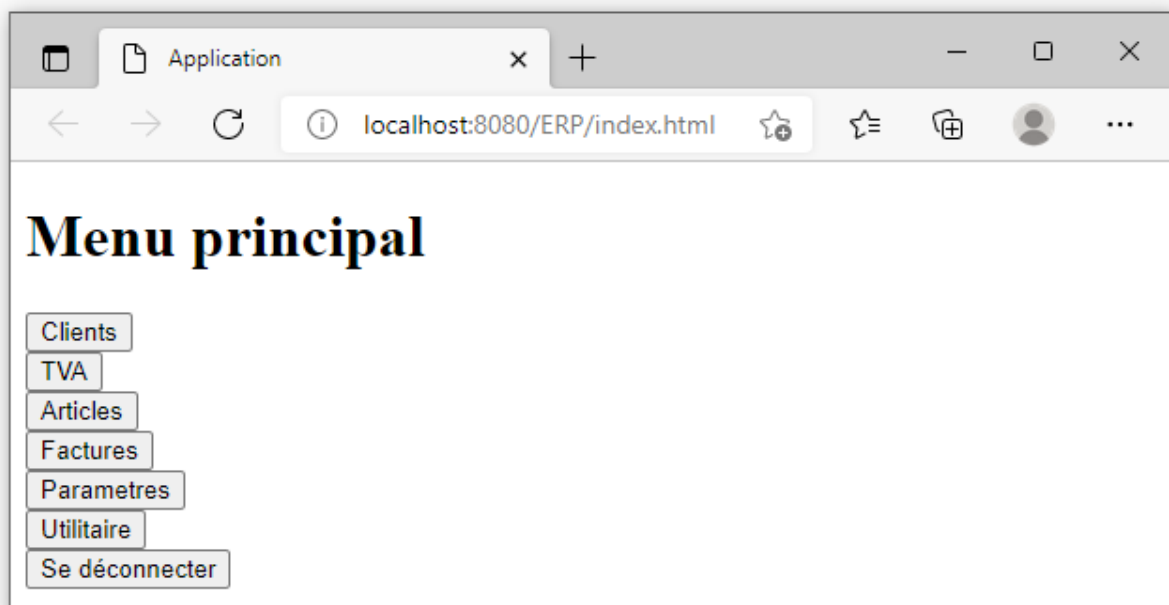 Application
localhost:8080/ERP/index.html
Menu principal
Clients
TVA
Articles
Factures
Parametres
Utilitaire
Se déconnecter